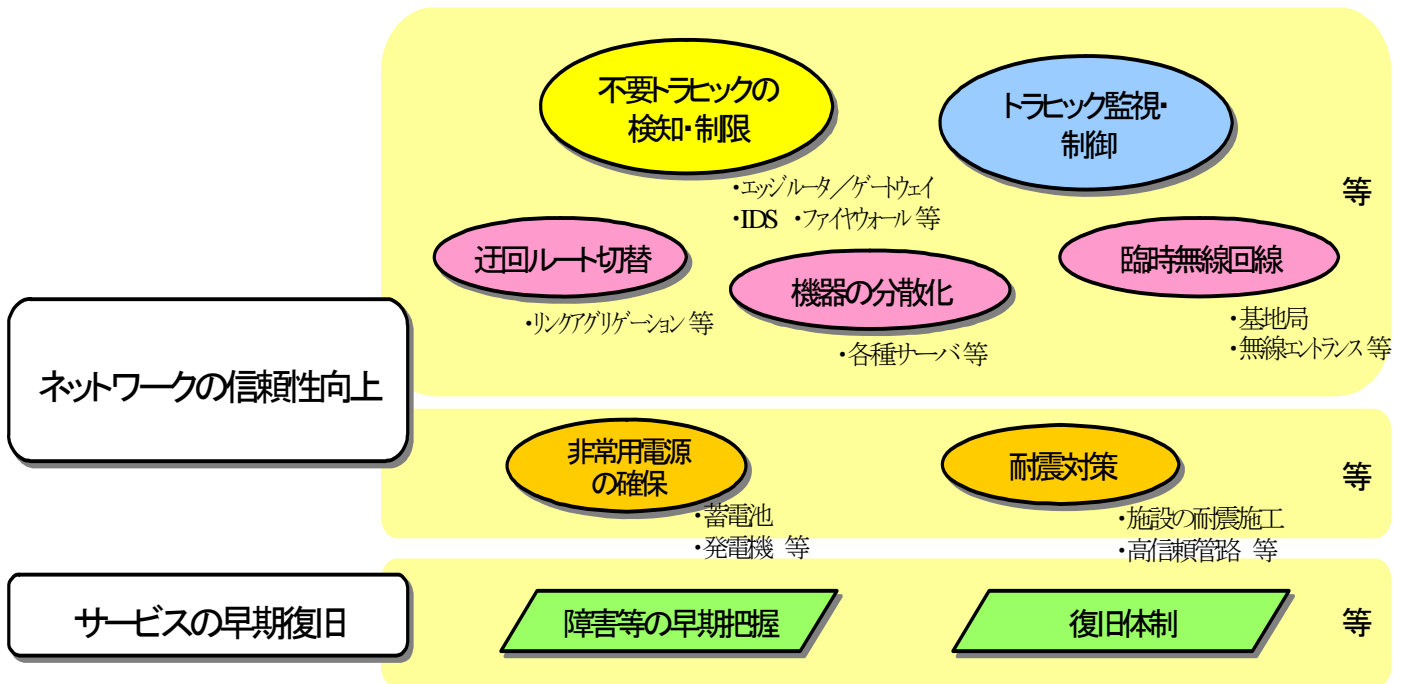 不要トラヒックの
検知・制限
トラヒック監視・
制御
・エッジルータ／ゲートウェイ
・IDS ・ファイヤウォール 等
等
迂回ルート切替
機器の分散化
臨時無線回線
・リンクアグリゲーション 等
・各種サーバ 等
・基地局
・無線エントランス 等
ネットワークの信頼性向上
非常用電源
の確保
耐震対策
等
・蓄電池
・発電機 等
・施設の耐震施工
・高信頼管路 等
サービスの早期復旧
障害等の早期把握
復旧体制
等